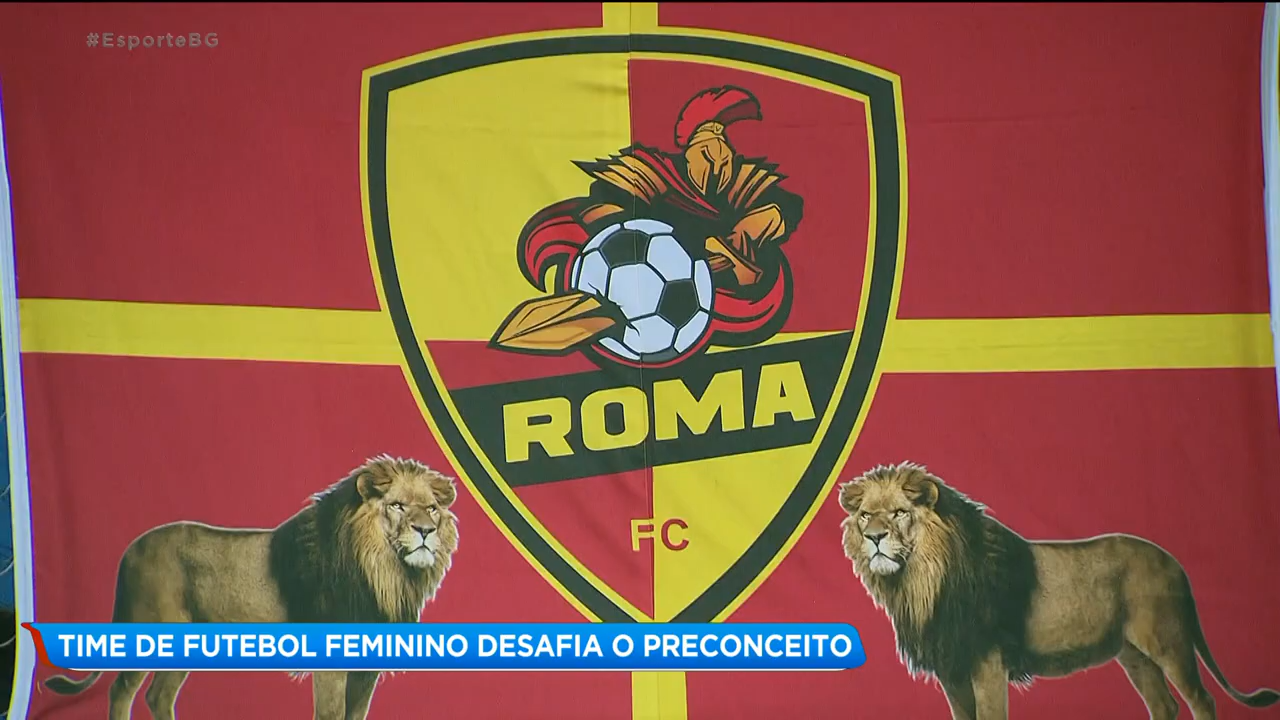 #EsporteBG
ROMA
FC
TIME DE FUTEBOL FEMININO DESAFIA O PRECONCEITO